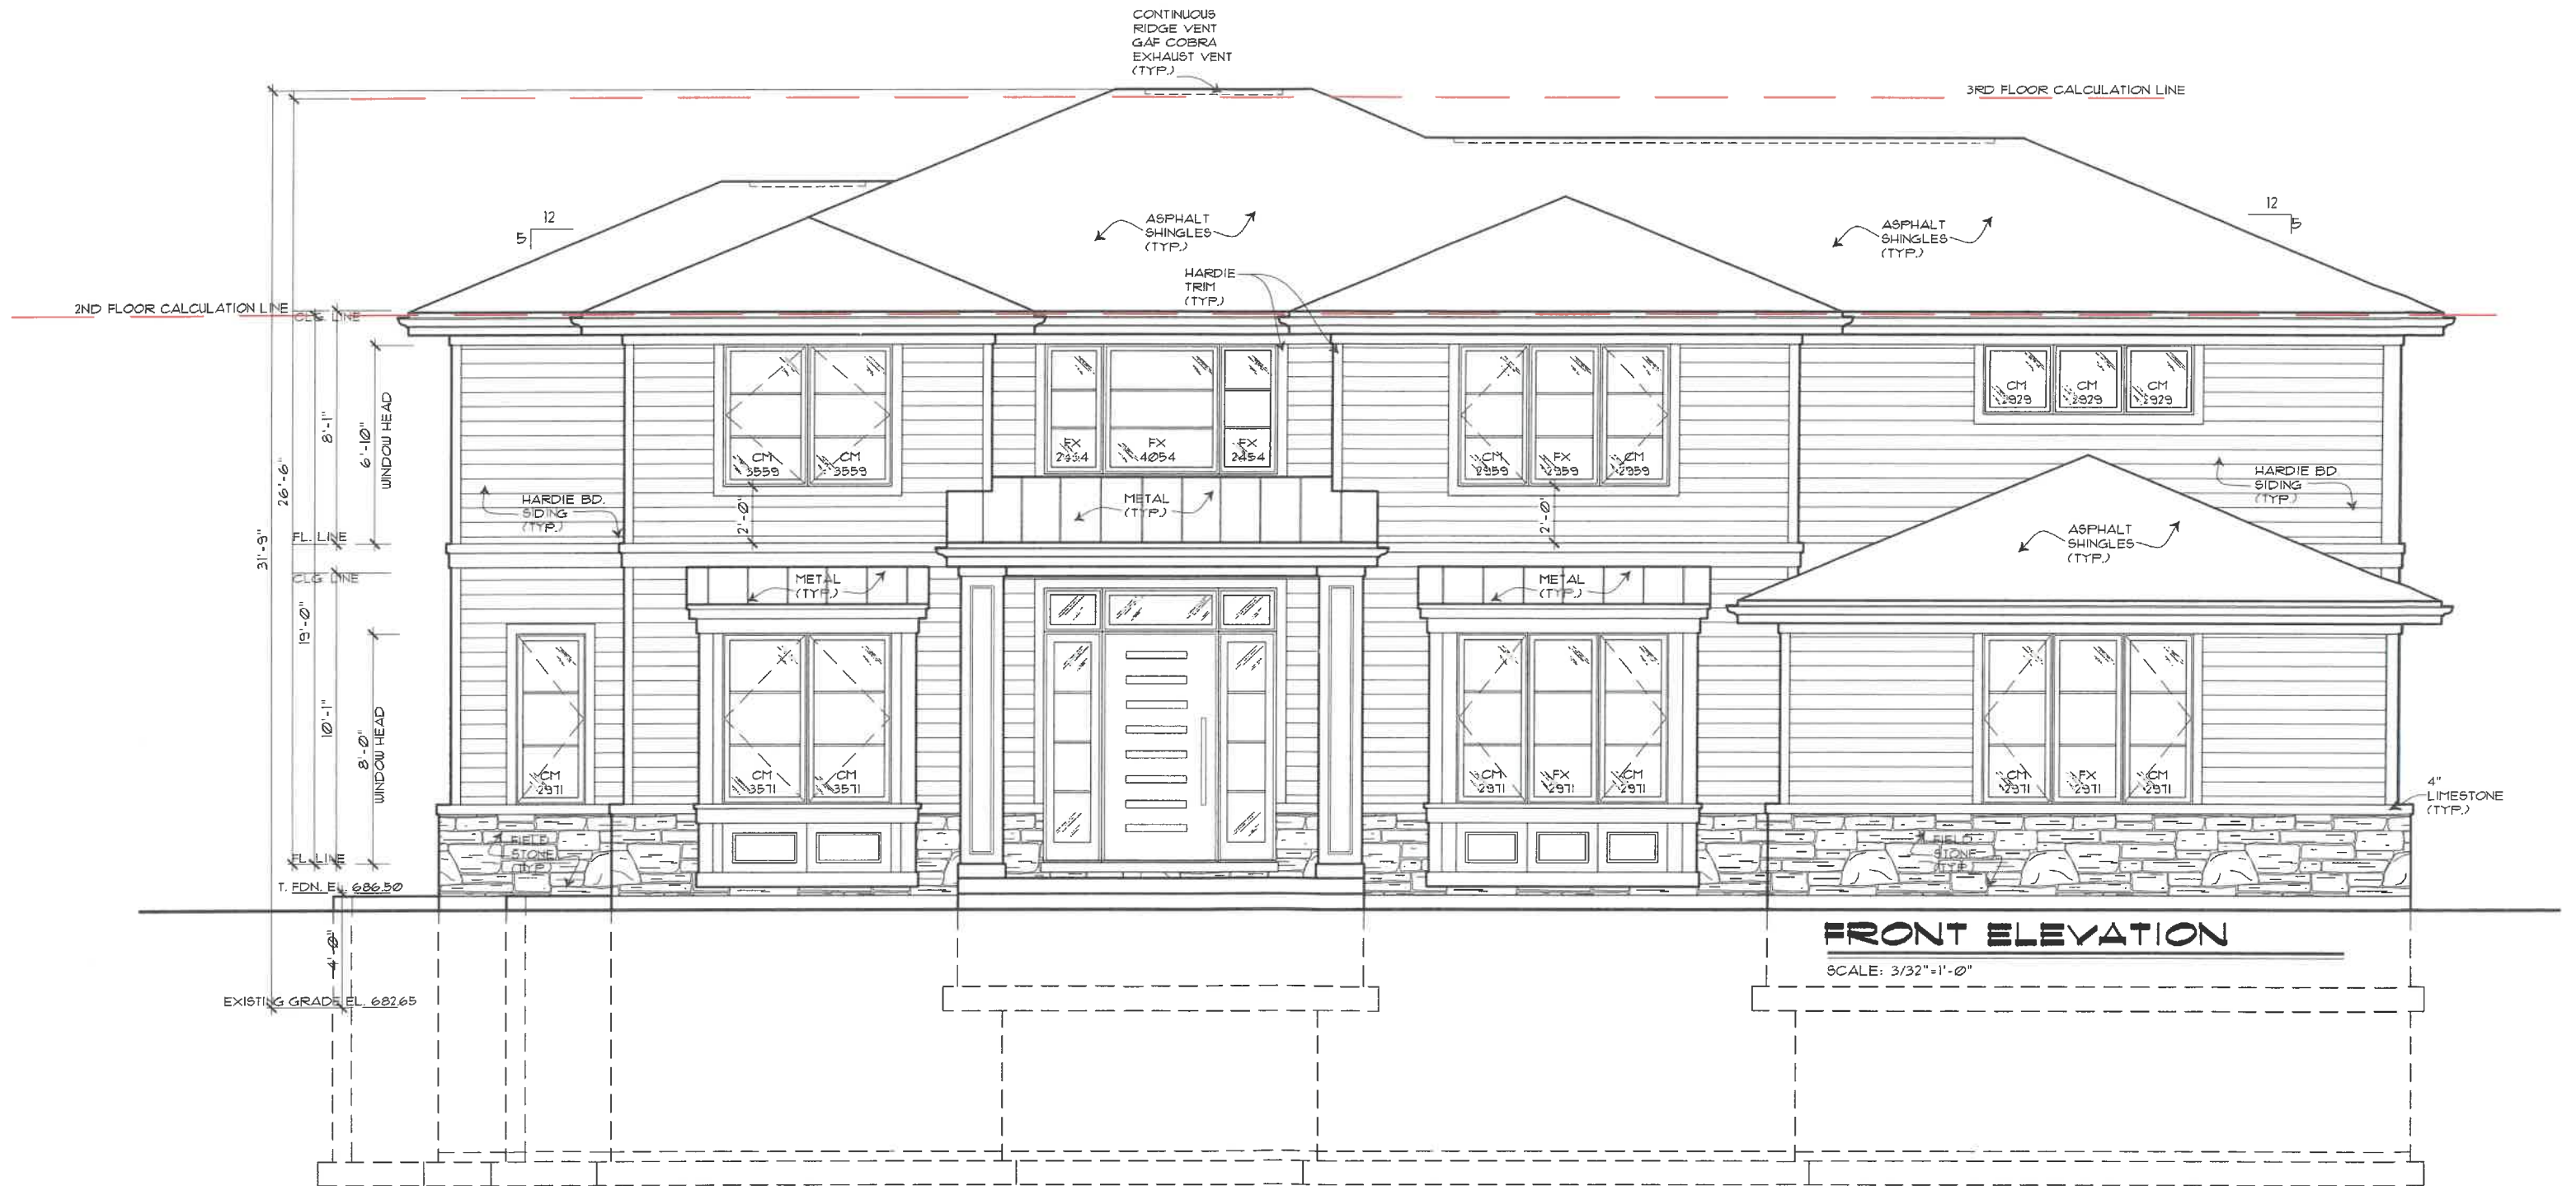 CONTINUOUS
RIDGE VENT
GAF COBRA
EXHAUST VENT
(TYP.)
3RD FLOOR CALCULATION LINE
12
5
ASPHALT
SHINGLES
(TYP.)
ASPHALT
SHINGLES
(TYP.)
12
5
HARDIE
TRIM
(TYP.)
2ND FLOOR CALCULATION LINE
CLG. LINE
31'-9"
26'-6"
8'-1"
6'-10"
WINDOW HEAD
CM
3559
CM
3559
FX
2454
FX
4054
FX
2454
CM
2959
FX
2959
CM
2959
CM
2929
CM
2929
CM
2929
HARDIE BD.
SIDING
(TYP.)
2'-0"
METAL
(TYP.)
2'-0"
HARDIE BD.
SIDING
(TYP.)
FL. LINE
ASPHALT
SHINGLES
(TYP.)
CLG. LINE
METAL
(TYP.)
METAL
(TYP.)
19'-0"
10'-1"
8'-0"
WINDOW HEAD
CM
2971
CM
3571
CM
3571
CM
2971
FX
2971
CM
2971
CM
2971
FX
2971
CM
2971
4"
LIMESTONE
(TYP.)
FIELD
STONE
(TYP.)
FIELD
STONE
(TYP.)
FL. LINE
T. FDN. EL. 686.50
4'-0"
FRONT ELEVATION
SCALE: 3/32"=1'-0"
EXISTING GRADE EL. 682.65